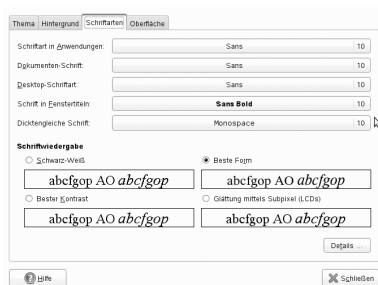 Thema Hintergrund Schriftarten Oberfläche
Schriftart in Anwendungen: Sans 10
Dokumenten-Schrift: Sans 10
Desktop-Schriftart: Sans 10
Schrift in Fenstertiteln: Sans Bold 10
Dicktengleiche Schrift: Monospace 10
Schriftwiedergabe
Schwarz-Weiß Beste Form
abcfgop AO abcfgop abcfgop AO abcfgop
Bester Kontrast Glättung mittels Subpixel (LCDs)
abcfgop AO abcfgop abcfgop AO abcfgop
Details ...
Hilfe Schließen